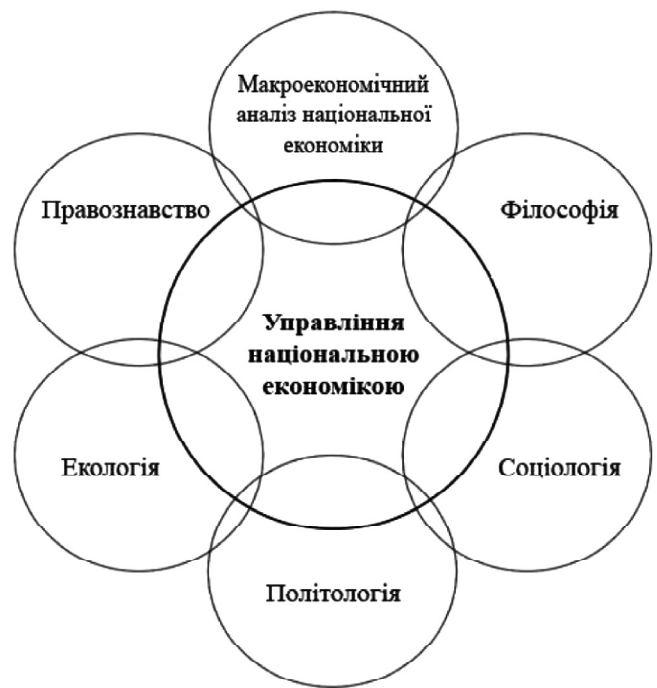 Макроекономічний
аналіз національної
економіки
Правознавство
Філософія
Управління
національною
економікою
Екологія
Соціологія
Політологія